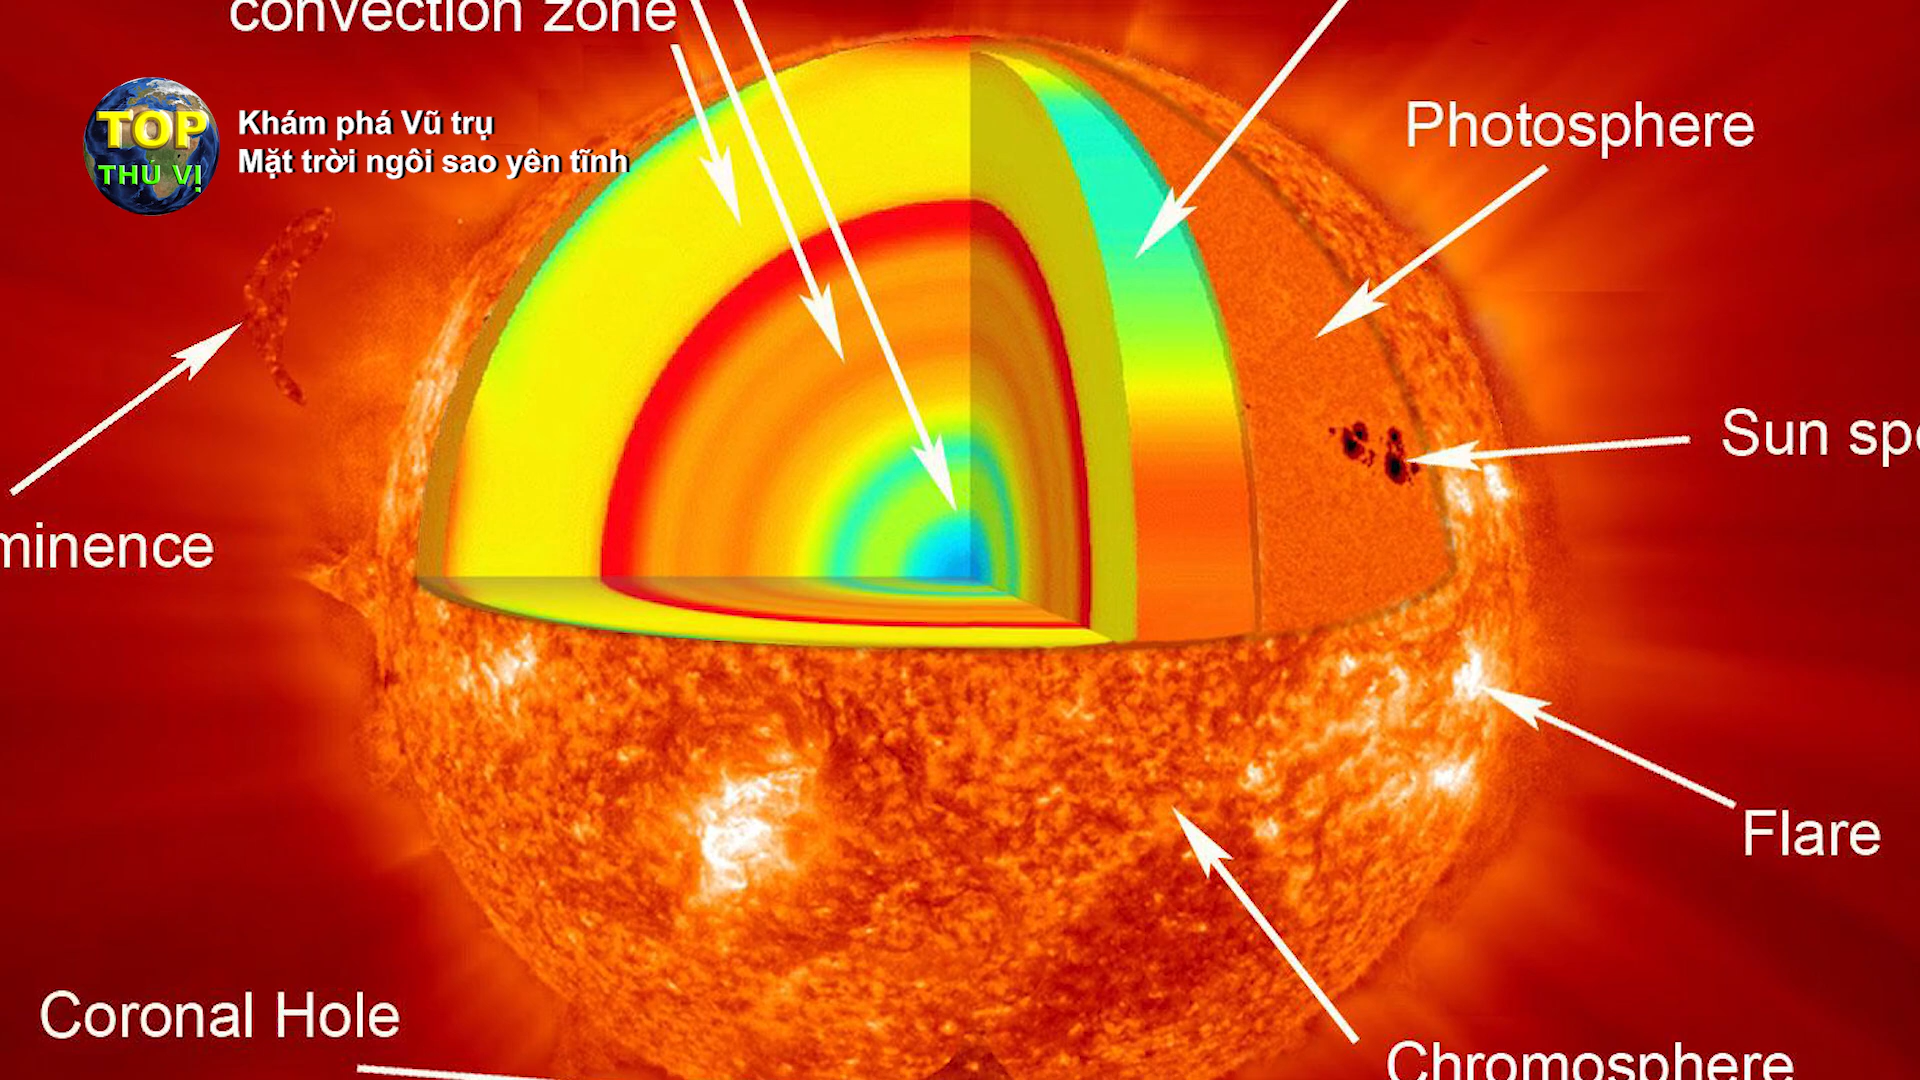 convection zone
TOP
THÚ VỊ
Khám phá Vũ trụ
Mặt trời ngôi sao yên tĩnh
Photosphere
Sun spo
minence
Flare
Coronal Hole
Chromosphere